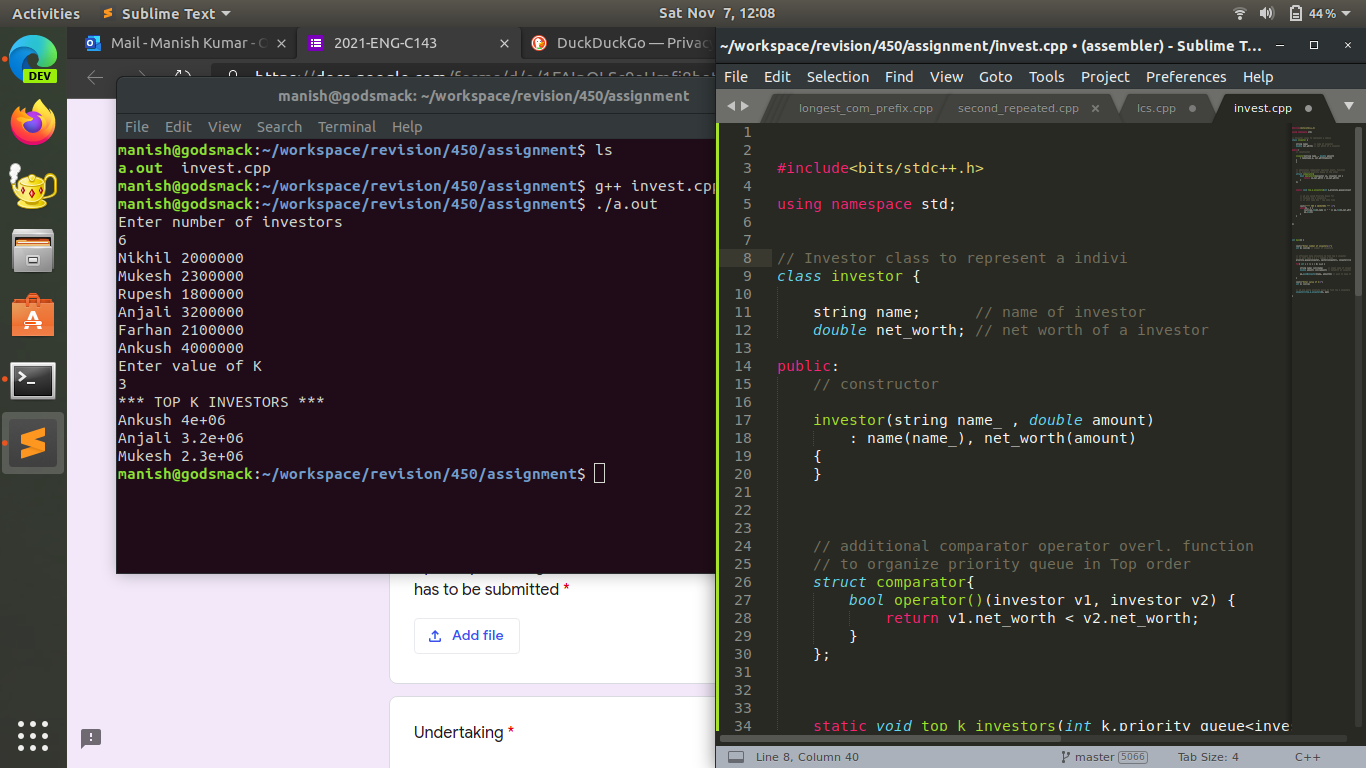 Activities Sublime Text Sat Nov 7, 12:08 44%
Mail - Manish Kumar - 2021-ENG-C143 DuckDuckGo — Privac
DEV
manish@godsmack: ~/workspace/revision/450/assignment
File Edit View Search Terminal Help
manish@godsmack:~/workspace/revision/450/assignment$ ls
a.out invest.cpp
manish@godsmack:~/workspace/revision/450/assignment$ g++ invest.cpp
manish@godsmack:~/workspace/revision/450/assignment$ ./a.out
Enter number of investors
6
Nikhil 2000000
Mukesh 2300000
Rupesh 1800000
Anjali 3200000
Farhan 2100000
Ankush 4000000
Enter value of K
3
*** TOP K INVESTORS ***
Ankush 4e+06
Anjali 3.2e+06
Mukesh 2.3e+06
manish@godsmack:~/workspace/revision/450/assignment$
has to be submitted *
Add file
Undertaking *
~/workspace/revision/450/assignment/invest.cpp • (assembler) - Sublime T...
File Edit Selection Find View Goto Tools Project Preferences Help
longest_com_prefix.cpp second_repeated.cpp lcs.cpp invest.cpp
1
2
3 #include<bits/stdc++.h>
4
5 using namespace std;
6
7
8 // Investor class to represent a indivi
9 class investor {
10
11 string name; // name of investor
12 double net_worth; // net worth of a investor
13
14 public:
15 // constructor
16
17 investor(string name_ , double amount)
18 : name(name_), net_worth(amount)
19 {
20 }
21
22
23
24 // additional comparator operator overl. function
25 // to organize priority queue in Top order
26 struct comparator{
27 bool operator()(investor v1, investor v2) {
28 return v1.net_worth < v2.net_worth;
29 }
30 };
31
32
33
34 static void top_k_investors(int k,priority_queue<inve
Line 8, Column 40 master 5066 Tab Size: 4 C++